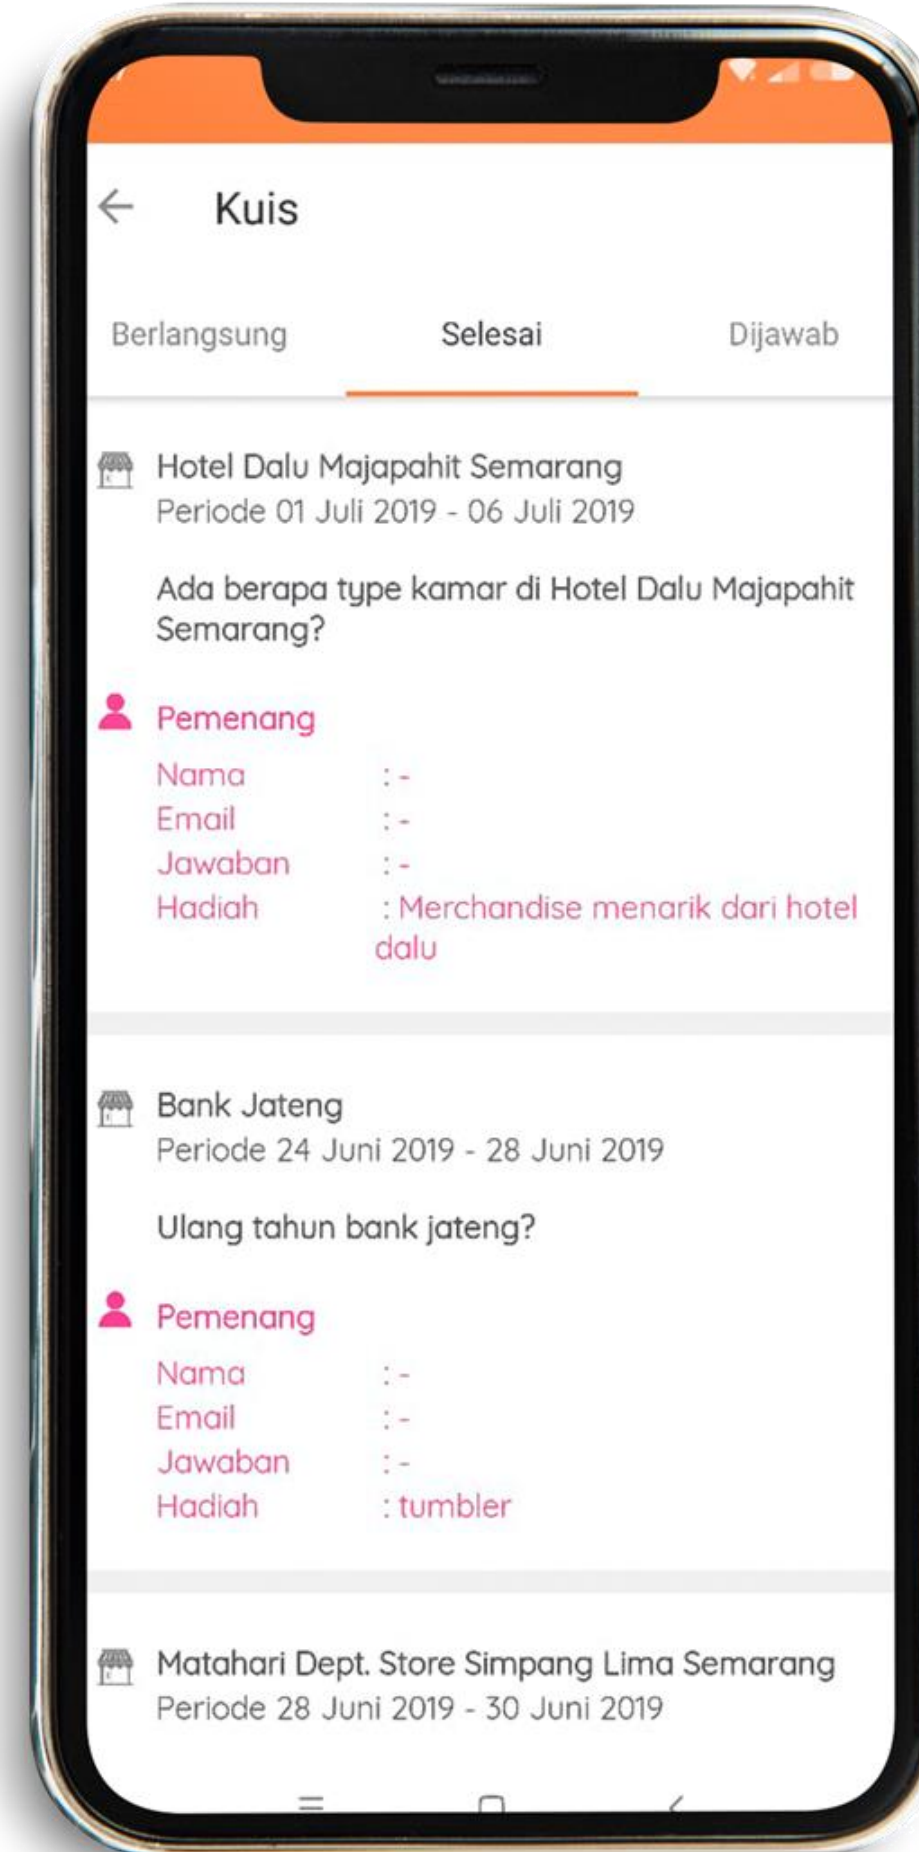 Kuis
Berlangsung Selesai Dijawab
Hotel Dalu Majapahit Semarang
Periode 01 Juli 2019 - 06 Juli 2019
Ada berapa type kamar di Hotel Dalu Majapahit
Semarang?
Pemenang
Nama : -
Email : -
Jawaban : -
Hadiah : Merchandise menarik dari hotel
dalu
Bank Jateng
Periode 24 Juni 2019 - 28 Juni 2019
Ulang tahun bank jateng?
Pemenang
Nama : -
Email : -
Jawaban : -
Hadiah : tumbler
Matahari Dept. Store Simpang Lima Semarang
Periode 28 Juni 2019 - 30 Juni 2019